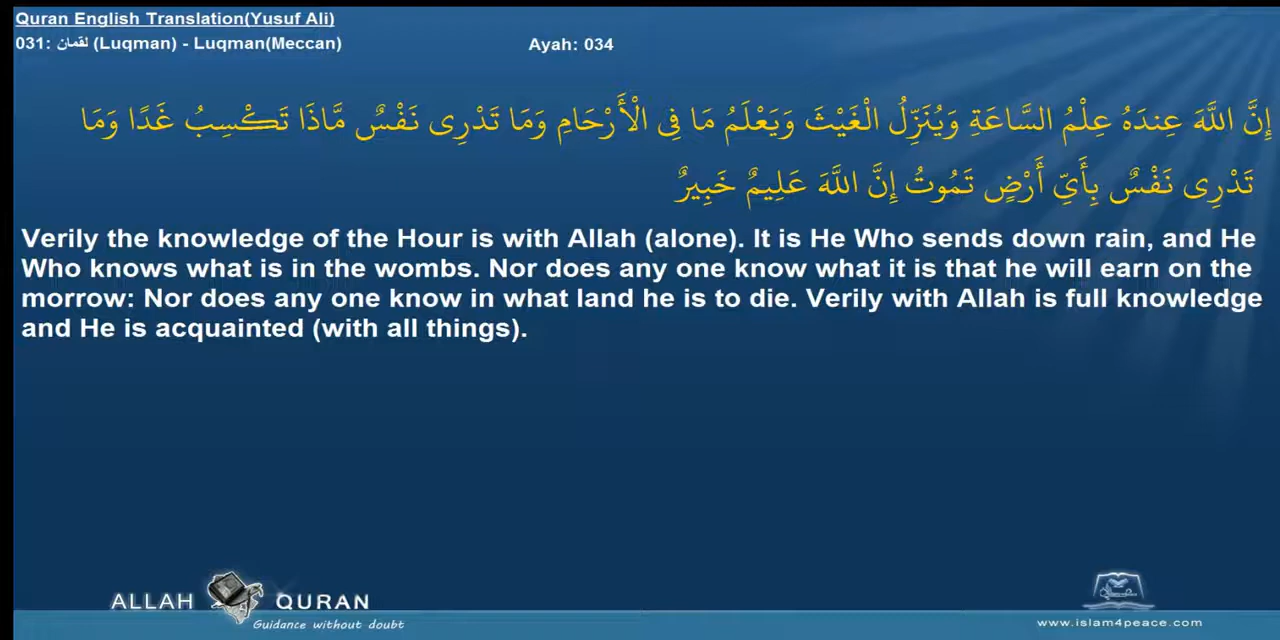 Quran English Translation(Yusuf Ali)
031: لقمان (Luqman) - Luqman(Meccan)
Ayah: 034
إِنَّ اللَّهَ عِندَهُ عِلْمُ السَّاعَةِ وَيُنَزِّلُ الْغَيْثَ وَيَعْلَمُ مَا فِى الْأَرْحَامِ وَمَا تَدْرِى نَفْسٌ مَّاذَا تَكْسِبُ غَدًا وَمَا
تَدْرِى نَفْسٌ بِأَىِّ أَرْضٍ تَمُوتُ إِنَّ اللَّهَ عَلِيمٌ خَبِيرٌ
Verily the knowledge of the Hour is with Allah (alone). It is He Who sends down rain, and He
Who knows what is in the wombs. Nor does any one know what it is that he will earn on the
morrow: Nor does any one know in what land he is to die. Verily with Allah is full knowledge
and He is acquainted (with all things).
ALLAH QURAN
Guidance without doubt
www.islam4peace.com